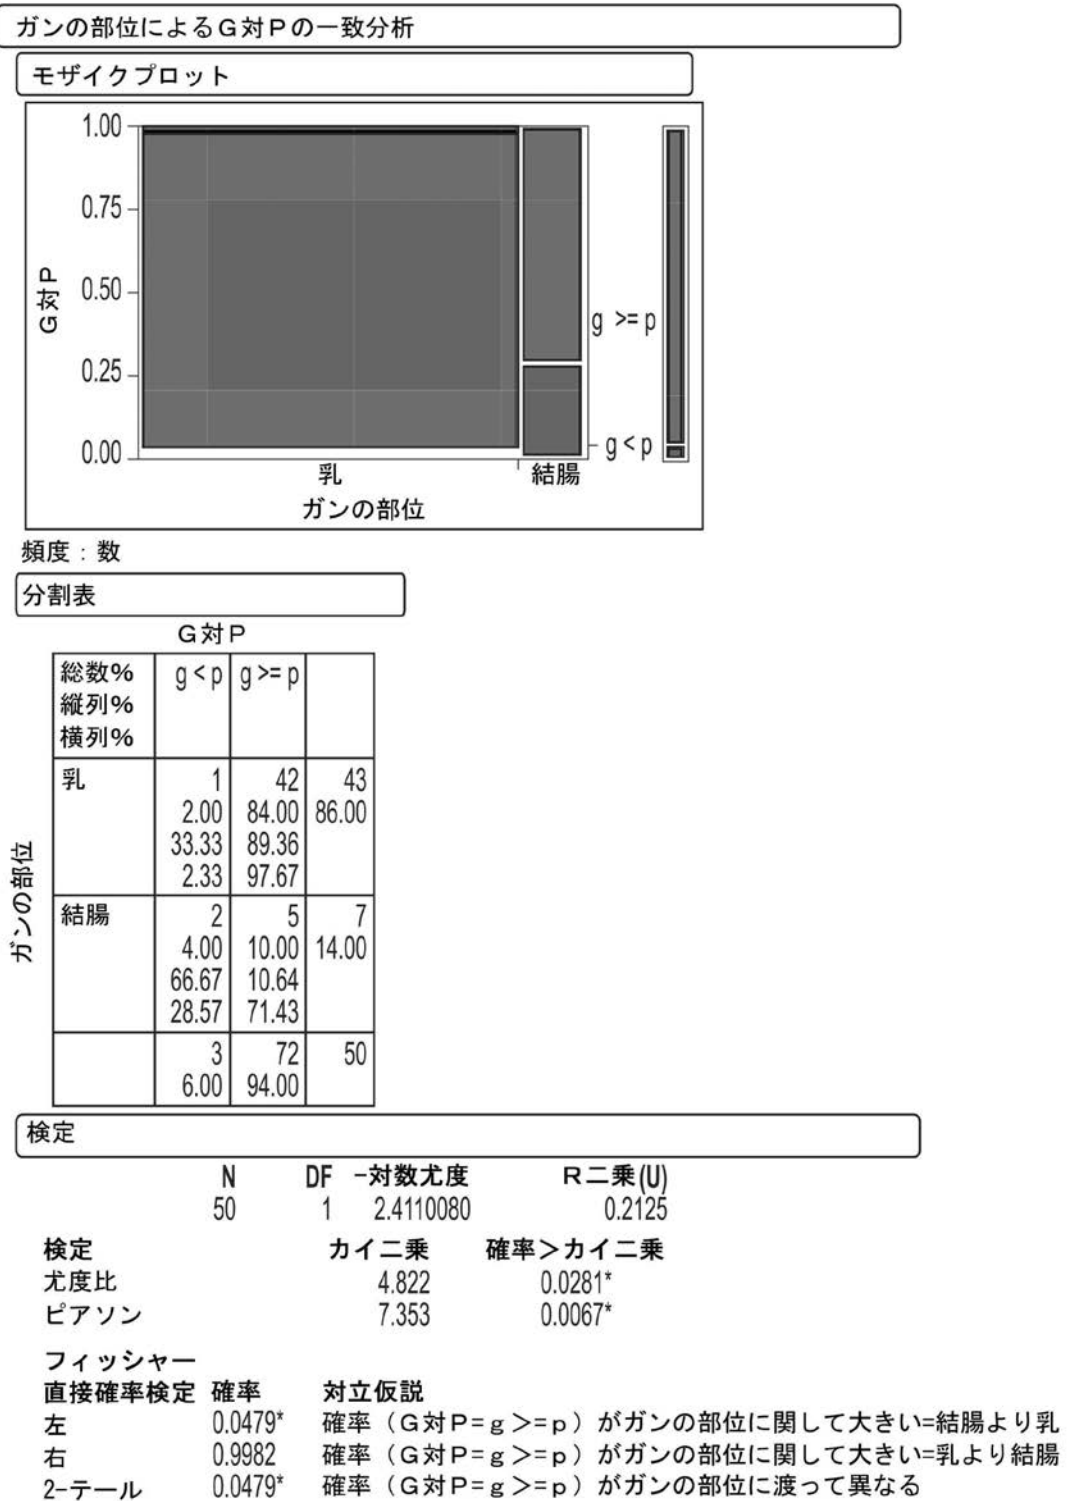 ガンの部位によるG対Pの一致分析
モザイクプロット
1.00
0.75
0.50
0.25
0.00
G対P
g >= p
g < p
乳 結腸
ガンの部位
頻度：数
分割表
G対P
総数% g < p g >= p
縦列%
横列%
ガンの部位
乳 1 42 43
2.00 84.00 86.00
33.33 89.36
2.33 97.67
結腸 2 5 7
4.00 10.00 14.00
66.67 10.64
28.57 71.43
3 72 50
6.00 94.00
検定
N DF -対数尤度 R二乗(U)
50 1 2.4110080 0.2125
検定 カイ二乗 確率＞カイ二乗
尤度比 4.822 0.0281*
ピアソン 7.353 0.0067*
フィッシャー
直接確率検定 確率 対立仮説
左 0.0479* 確率（G対P=g＞=p）がガンの部位に関して大きい=結腸より乳
右 0.9982 確率（G対P=g＞=p）がガンの部位に関して大きい=乳より結腸
2-テール 0.0479* 確率（G対P=g＞=p）がガンの部位に渡って異なる